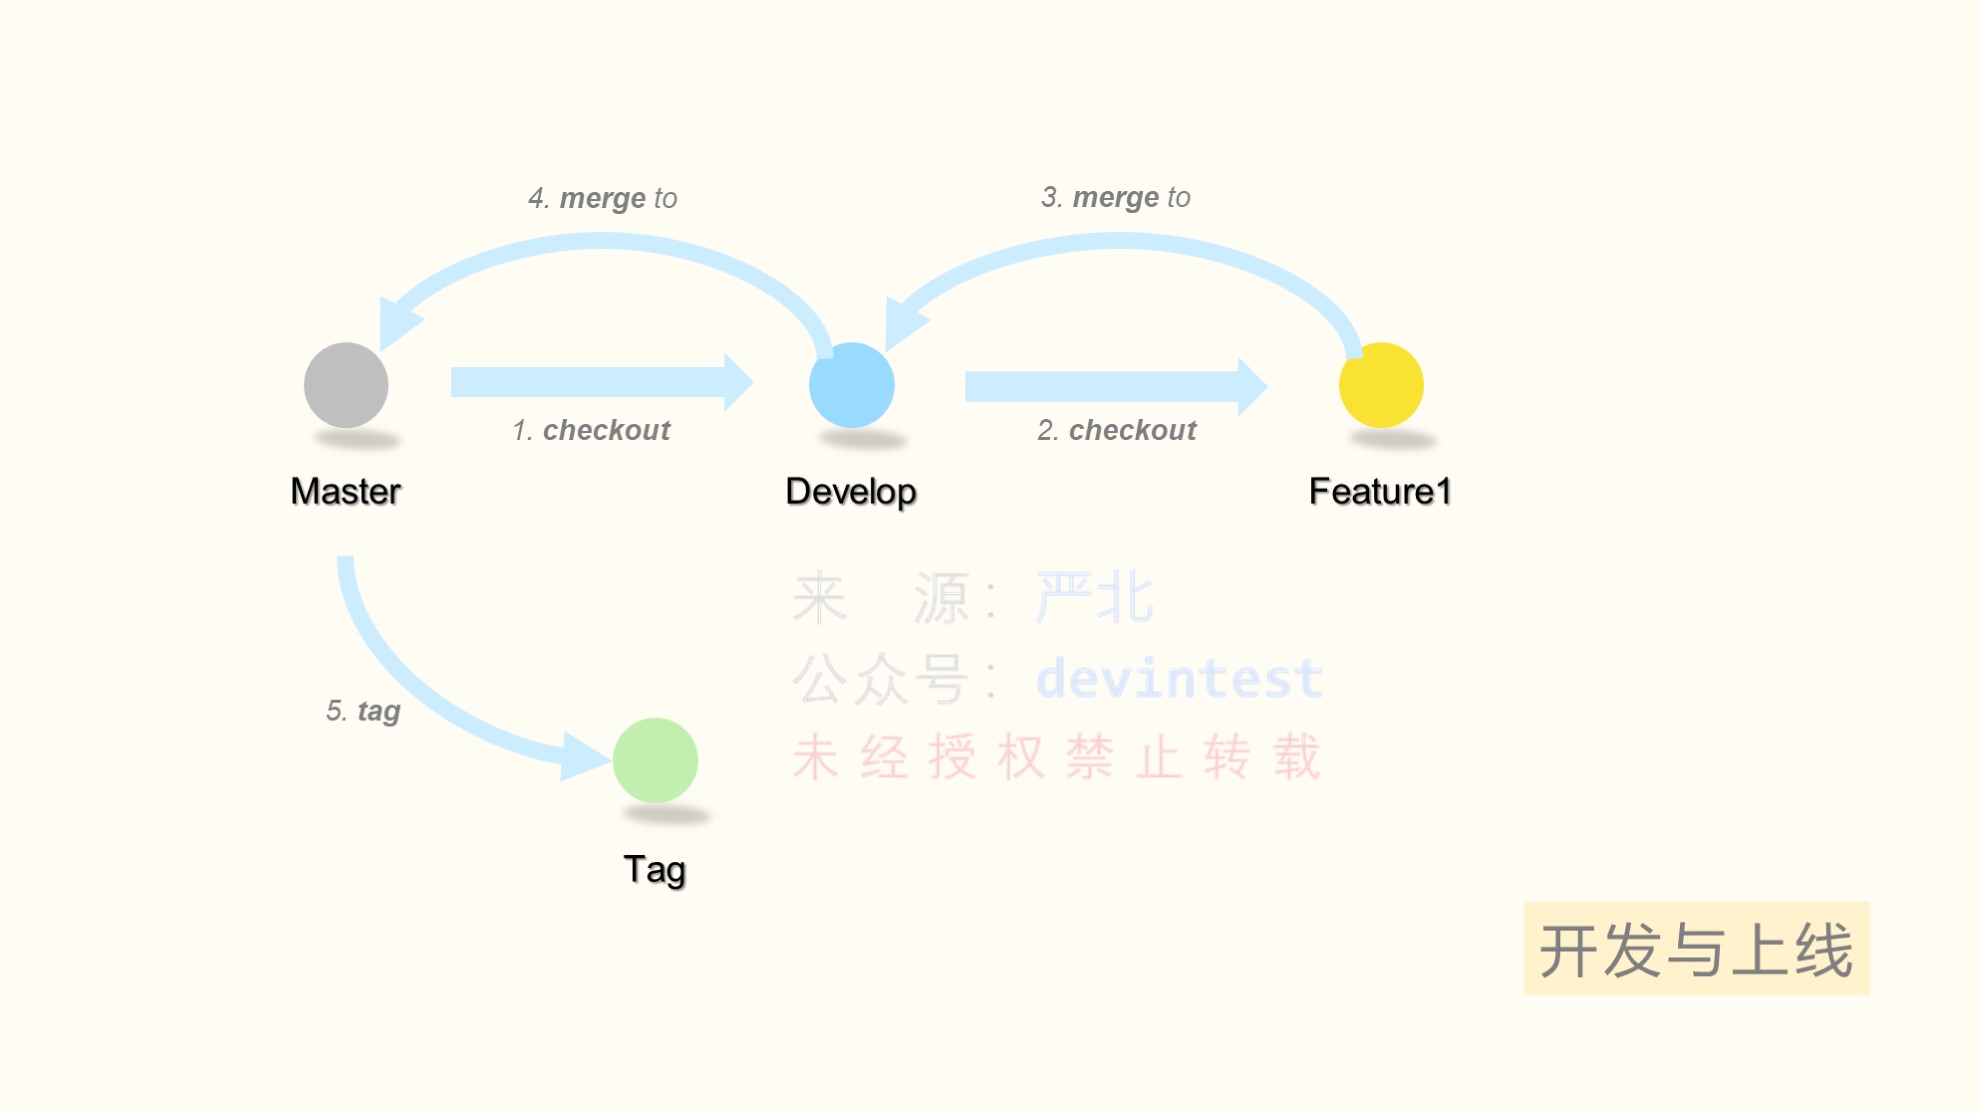 4. merge to
3. merge to
1. checkout
2. checkout
Master
Develop
Feature1
来 源：严北
公众号：devintest
未经授权禁止转载
5. tag
Tag
开发与上线